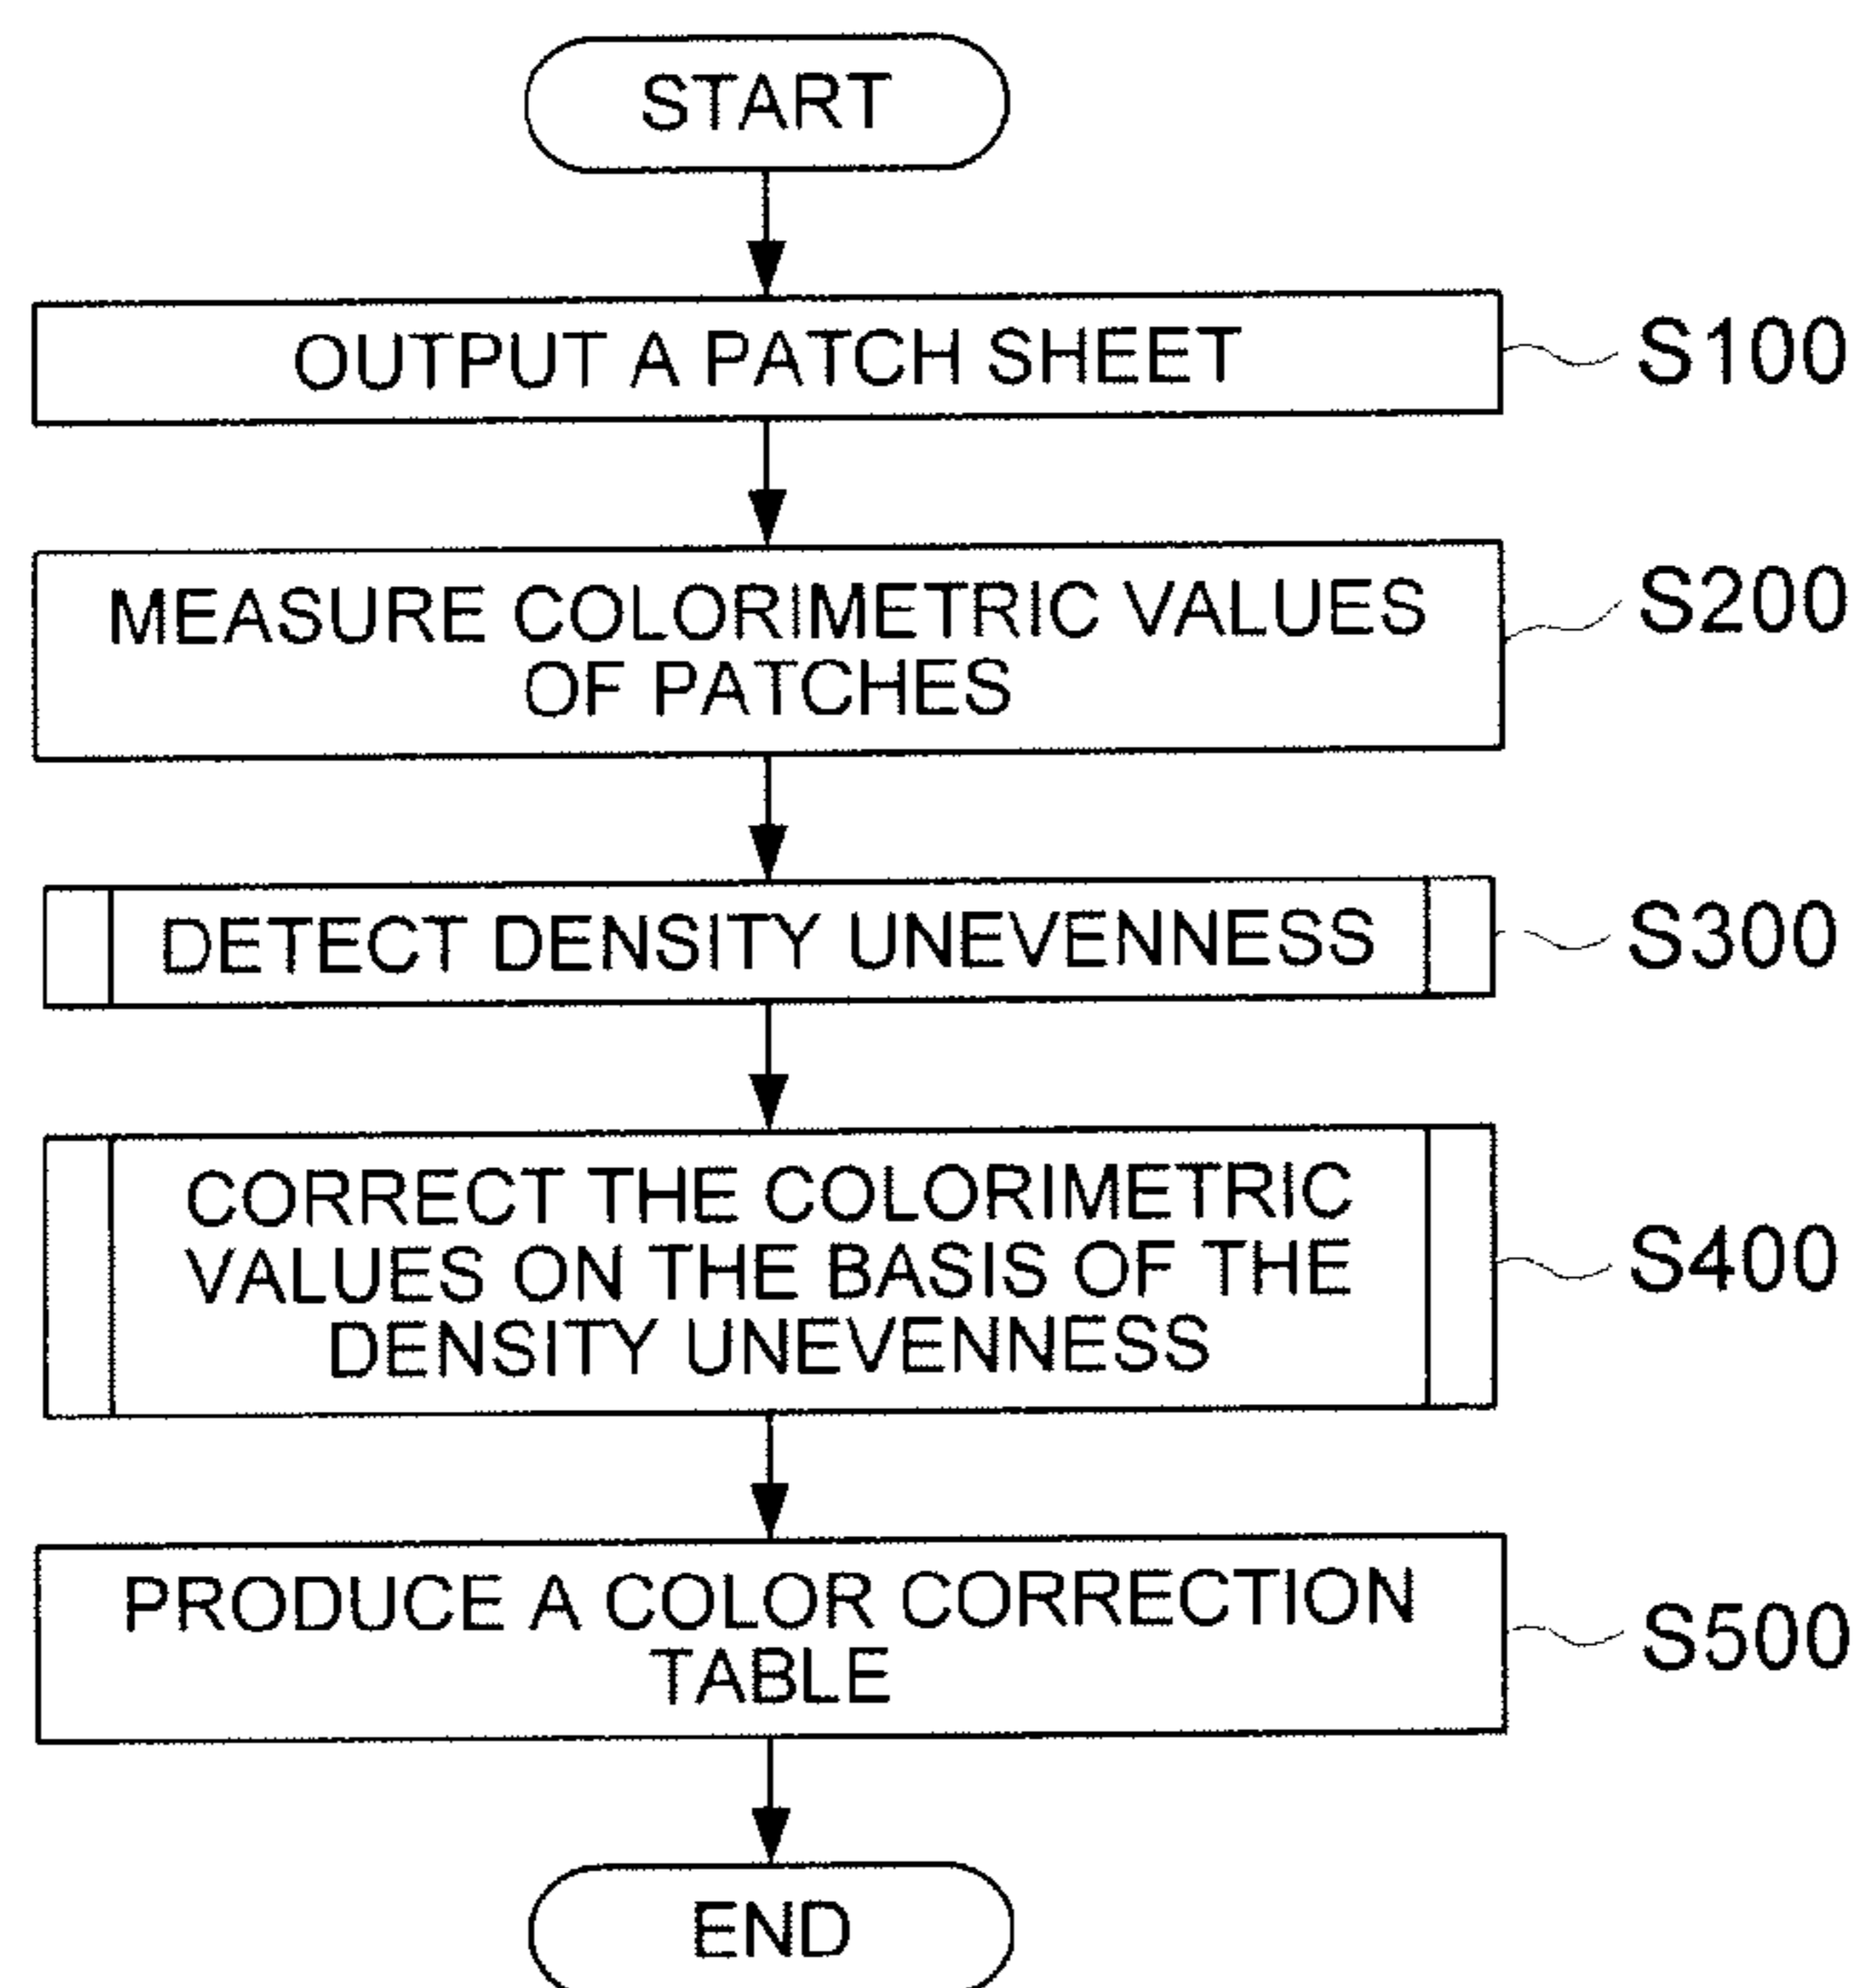 START
OUTPUT A PATCH SHEET
S100
MEASURE COLORIMETRIC VALUES
OF PATCHES
S200
DETECT DENSITY UNEVENNESS
S300
CORRECT THE COLORIMETRIC
VALUES ON THE BASIS OF THE
DENSITY UNEVENNESS
S400
PRODUCE A COLOR CORRECTION
TABLE
S500
END